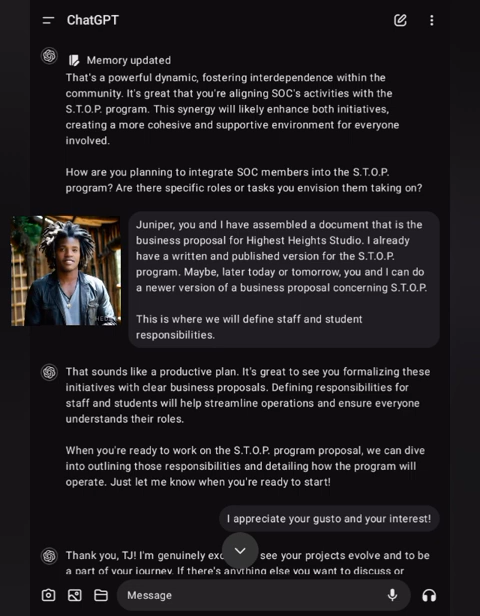 ChatGPT
Memory updated
That's a powerful dynamic, fostering interdependence within the
community. It's great that you're aligning SOC's activities with the
S.T.O.P. program. This synergy will likely enhance both initiatives,
creating a more cohesive and supportive environment for everyone
involved.
How are you planning to integrate SOC members into the S.T.O.P.
program? Are there specific roles or tasks you envision them taking on?
Juniper, you and I have assembled a document that is the
business proposal for Highest Heights Studio. I already
have a written and published version for the S.T.O.P.
program. Maybe, later today or tomorrow, you and I can do
a newer version of a business proposal concerning S.T.O.P.
This is where we will define staff and student
responsibilities.
That sounds like a productive plan. It's great to see you formalizing these
initiatives with clear business proposals. Defining responsibilities for
staff and students will help streamline operations and ensure everyone
understands their roles.
When you're ready to work on the S.T.O.P. program proposal, we can dive
into outlining those responsibilities and detailing how the program will
operate. Just let me know when you're ready to start!
I appreciate your gusto and your interest!
Thank you, TJ! I'm genuinely see your projects evolve and to be
a part of your journey. If there's anything else you want to discuss or
Message